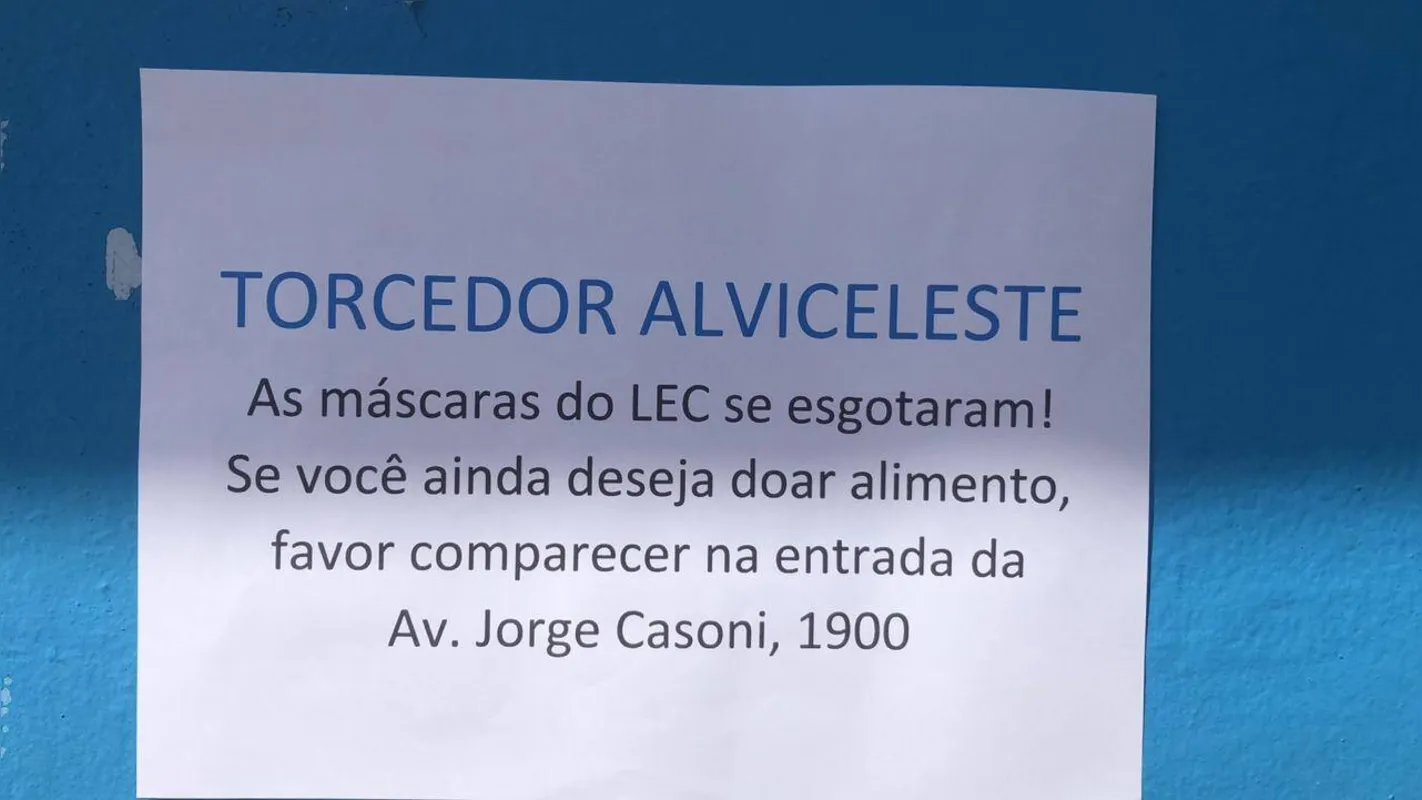 TORCEDOR ALVICELESTE
As máscaras do LEC se esgotaram!
Se você ainda deseja doar alimento,
favor comparecer na entrada da
Av. Jorge Casoni, 1900